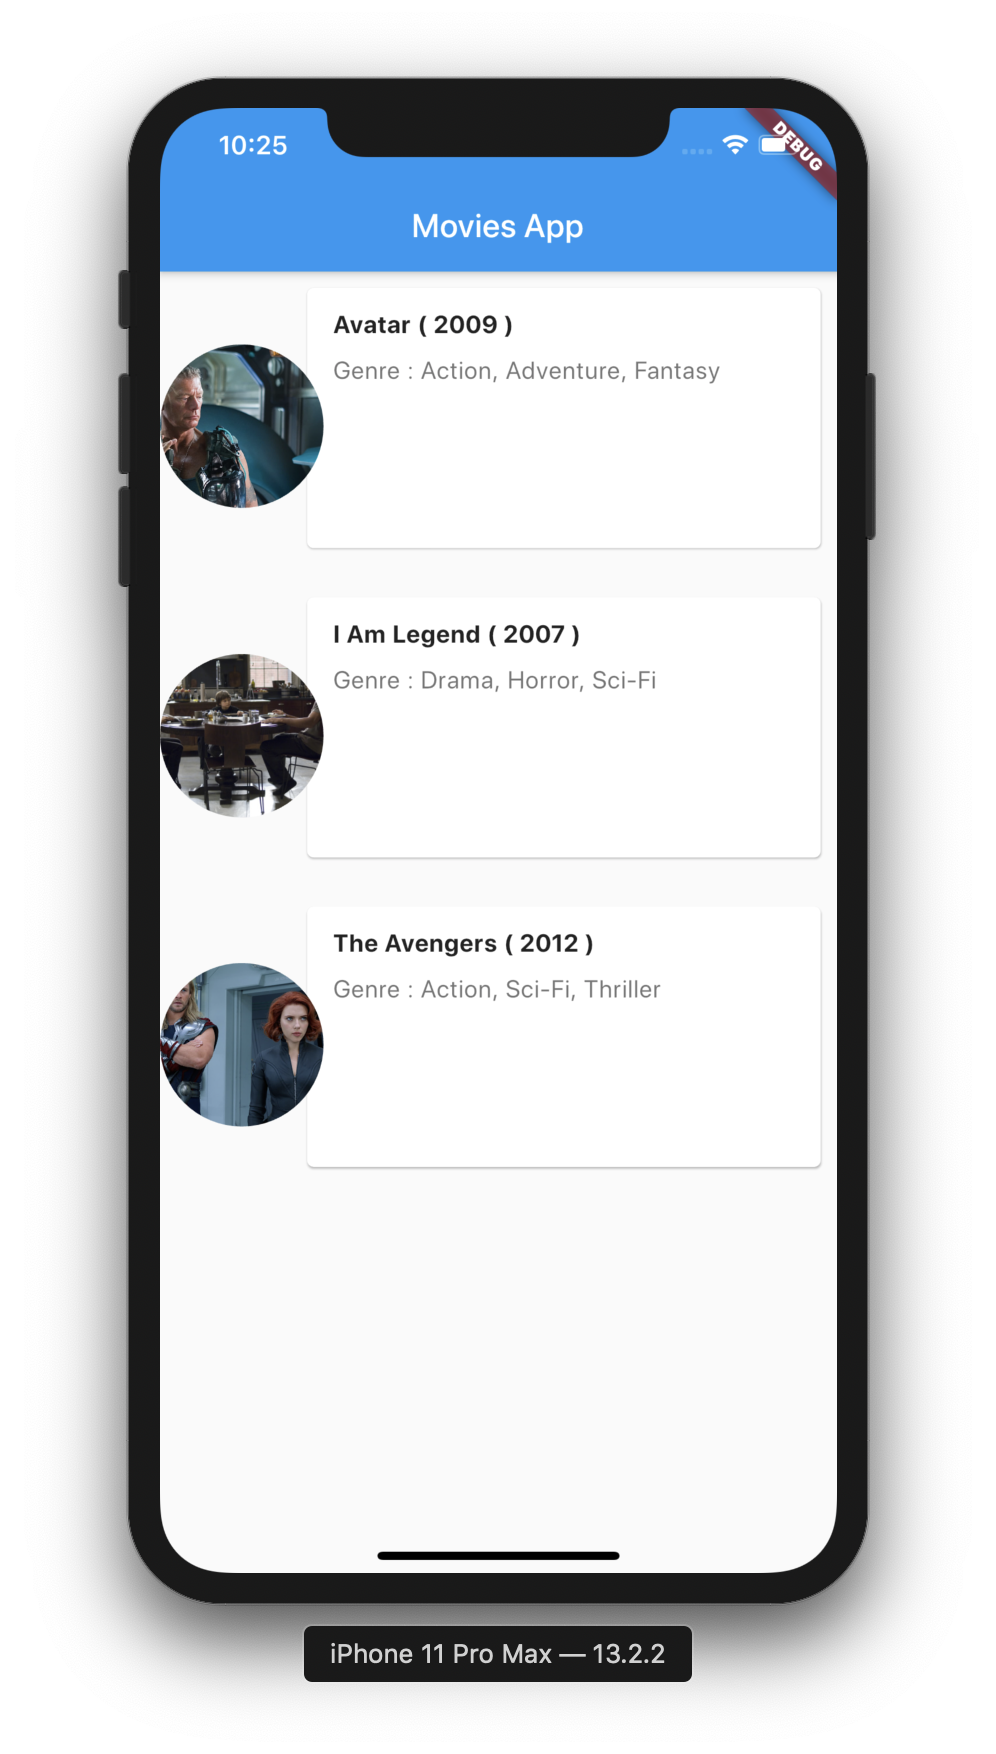 10:25
DEBUG
Movies App
Avatar ( 2009 )
Genre : Action, Adventure, Fantasy
I Am Legend ( 2007 )
Genre : Drama, Horror, Sci-Fi
The Avengers ( 2012 )
Genre : Action, Sci-Fi, Thriller
iPhone 11 Pro Max — 13.2.2